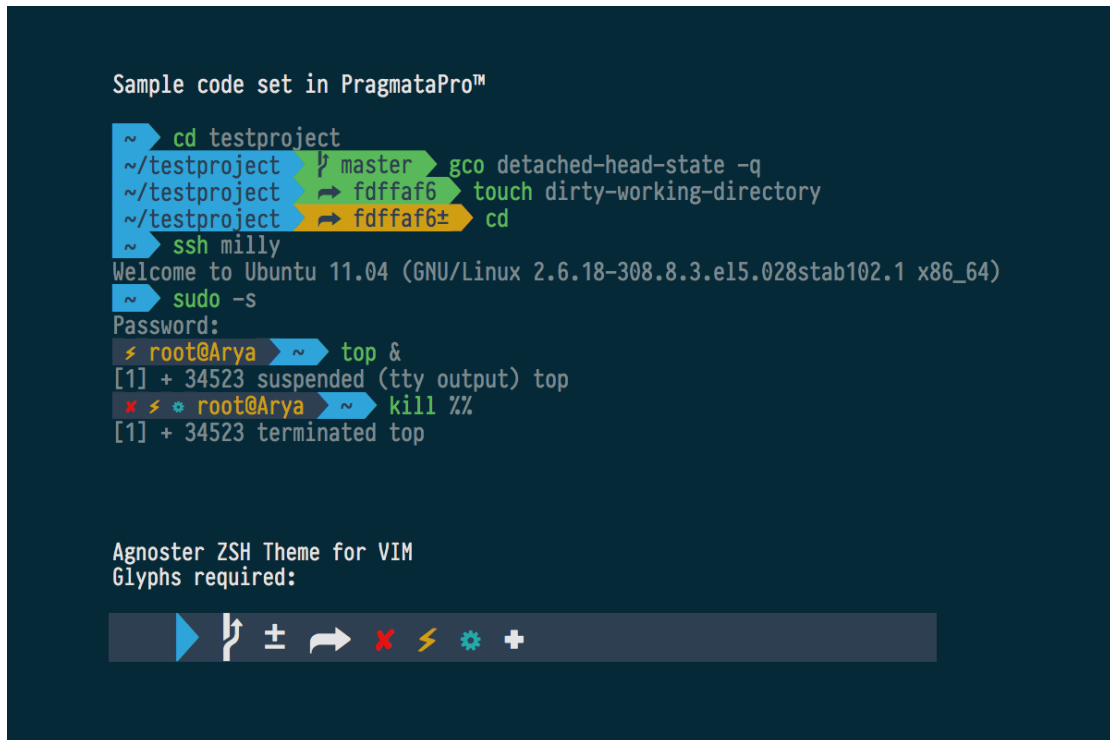 Sample code set in PragmataPro™
~ cd testproject
~/testproject master gco detached-head-state -q
~/testproject ➦ fdffaf6 touch dirty-working-directory
~/testproject ➦ fdffaf6± cd
~ ssh milly
Welcome to Ubuntu 11.04 (GNU/Linux 2.6.18-308.8.3.el5.028stab102.1 x86_64)
~ sudo -s
Password:
⚡ root@Arya ~ top &
[1] + 34523 suspended (tty output) top
✘ ⚡ ⚙ root@Arya ~ kill %%
[1] + 34523 terminated top
Agnoster ZSH Theme for VIM
Glyphs required:
± ➦ ✘ ⚡ ⚙ ✚